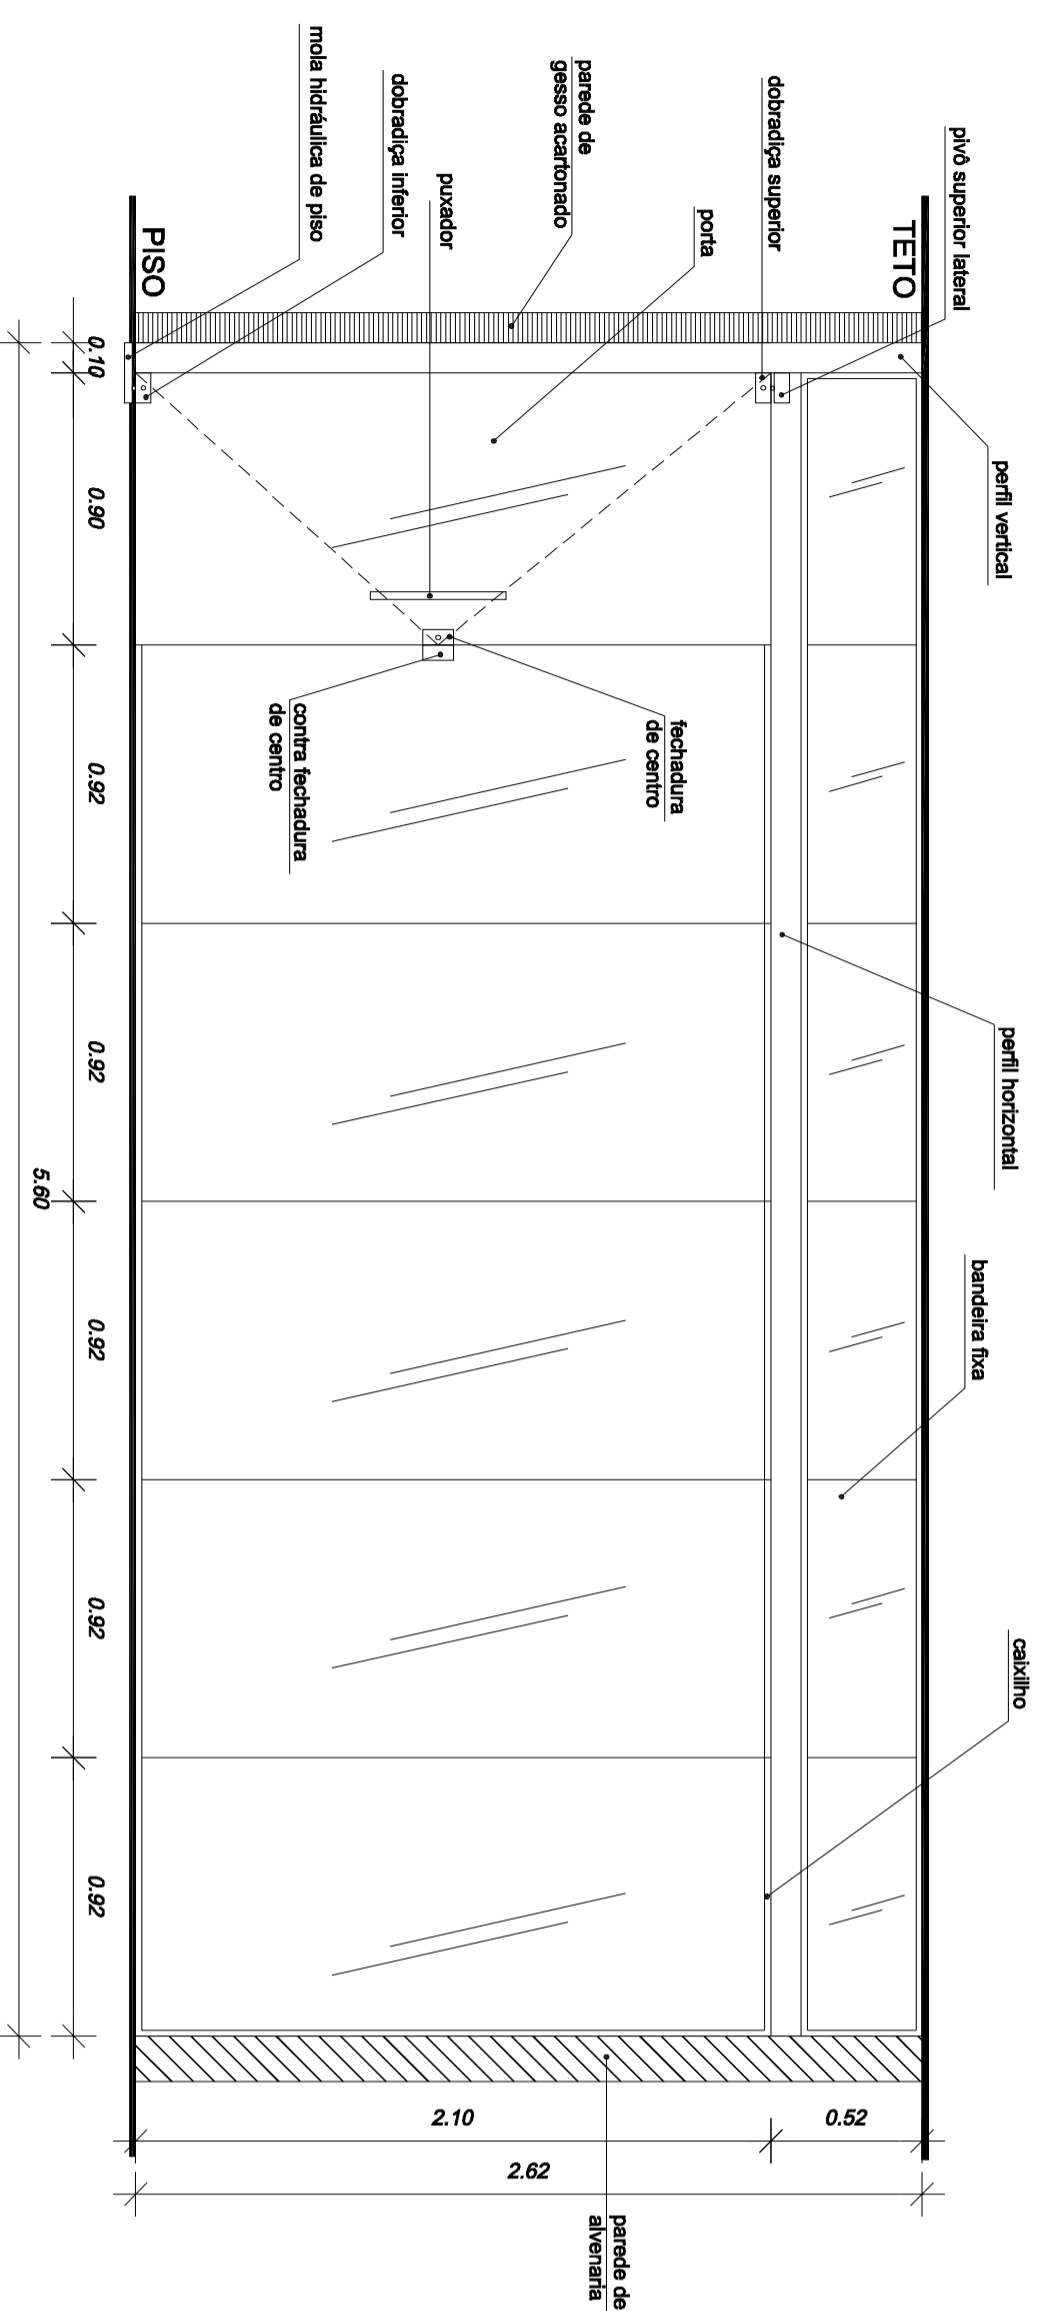 pivô superior lateral
TETO
dobradiça superior
porta
parede de
gesso acartonado
puxador
dobradiça inferior
mola hidráulica de piso
PISO
perfil vertical
perfil horizontal
bandeira fixa
caixilho
fechadura
de centro
contra fechadura
de centro
parede de
alvenaria
0.52
2.10
2.62
0.10
0.90
0.92
0.92
0.92
0.92
0.92
5.60